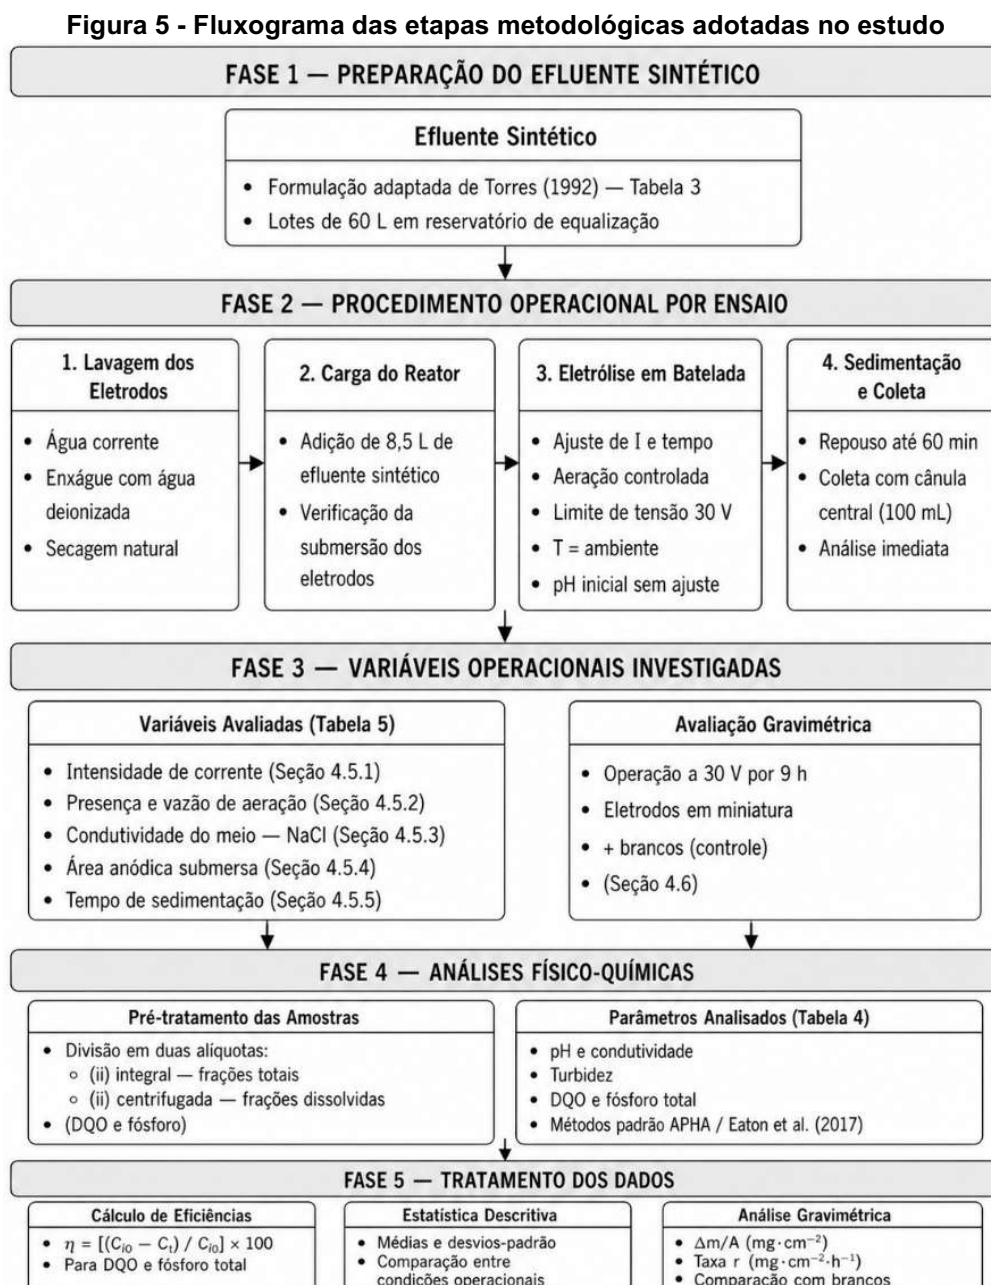 Figura 5 - Fluxograma das etapas metodológicas adotadas no estudo
FASE 1 — PREPARAÇÃO DO EFLUENTE SINTÉTICO
Efluente Sintético
• Formulação adaptada de Torres (1992) — Tabela 3
• Lotes de 60 L em reservatório de equalização
FASE 2 — PROCEDIMENTO OPERACIONAL POR ENSAIO
1. Lavagem dos
Eletrodos
• Água corrente
• Enxágue com água
deionizada
• Secagem natural
2. Carga do Reator
• Adição de 8,5 L de
efluente sintético
• Verificação da
submersão dos
eletrodos
3. Eletrólise em Batelada
• Ajuste de I e tempo
• Aeração controlada
• Limite de tensão 30 V
• T = ambiente
• pH inicial sem ajuste
4. Sedimentação
e Coleta
• Repouso até 60 min
• Coleta com cânula
central (100 mL)
• Análise imediata
FASE 3 — VARIÁVEIS OPERACIONAIS INVESTIGADAS
Variáveis Avaliadas (Tabela 5)
• Intensidade de corrente (Seção 4.5.1)
• Presença e vazão de aeração (Seção 4.5.2)
• Condutividade do meio — NaCl (Seção 4.5.3)
• Área anódica submersa (Seção 4.5.4)
• Tempo de sedimentação (Seção 4.5.5)
Avaliação Gravimétrica
• Operação a 30 V por 9 h
• Eletrodos em miniatura
• + brancos (controle)
• (Seção 4.6)
FASE 4 — ANÁLISES FÍSICO-QUÍMICAS
Pré-tratamento das Amostras
• Divisão em duas alíquotas:
○ (ii) integral — frações totais
○ (ii) centrifugada — frações dissolvidas
• (DQO e fósforo)
Parâmetros Analisados (Tabela 4)
• pH e condutividade
• Turbidez
• DQO e fósforo total
• Métodos padrão APHA / Eaton et al. (2017)
FASE 5 — TRATAMENTO DOS DADOS
Cálculo de Eficiências
• η = [(C_io − C_t) / C_io] × 100
• Para DQO e fósforo total
Estatística Descritiva
• Médias e desvios-padrão
• Comparação entre
condições operacionais
Análise Gravimétrica
• Δm/A (mg·cm⁻²)
• Taxa r (mg·cm⁻²·h⁻¹)
• Comparação com brancos